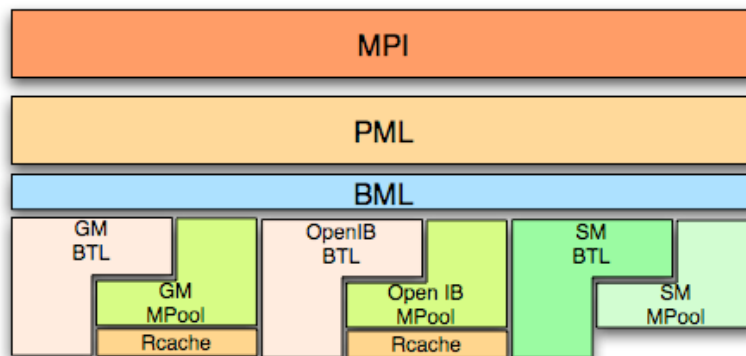 MPI
PML
BML
GM
BTL
GM
MPool
Rcache
OpenIB
BTL
Open IB
MPool
Rcache
SM
BTL
SM
MPool